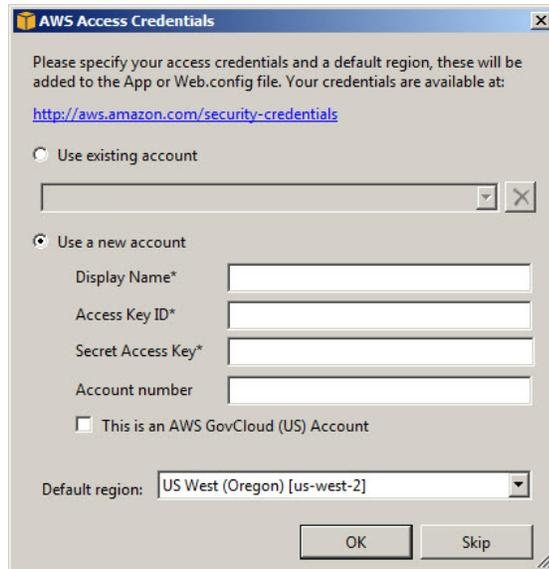 AWS Access Credentials
Please specify your access credentials and a default region, these will be
added to the App or Web.config file. Your credentials are available at:
http://aws.amazon.com/security-credentials
Use existing account
Use a new account
Display Name*
Access Key ID*
Secret Access Key*
Account number
This is an AWS GovCloud (US) Account
Default region: US West (Oregon) [us-west-2]
OK Skip